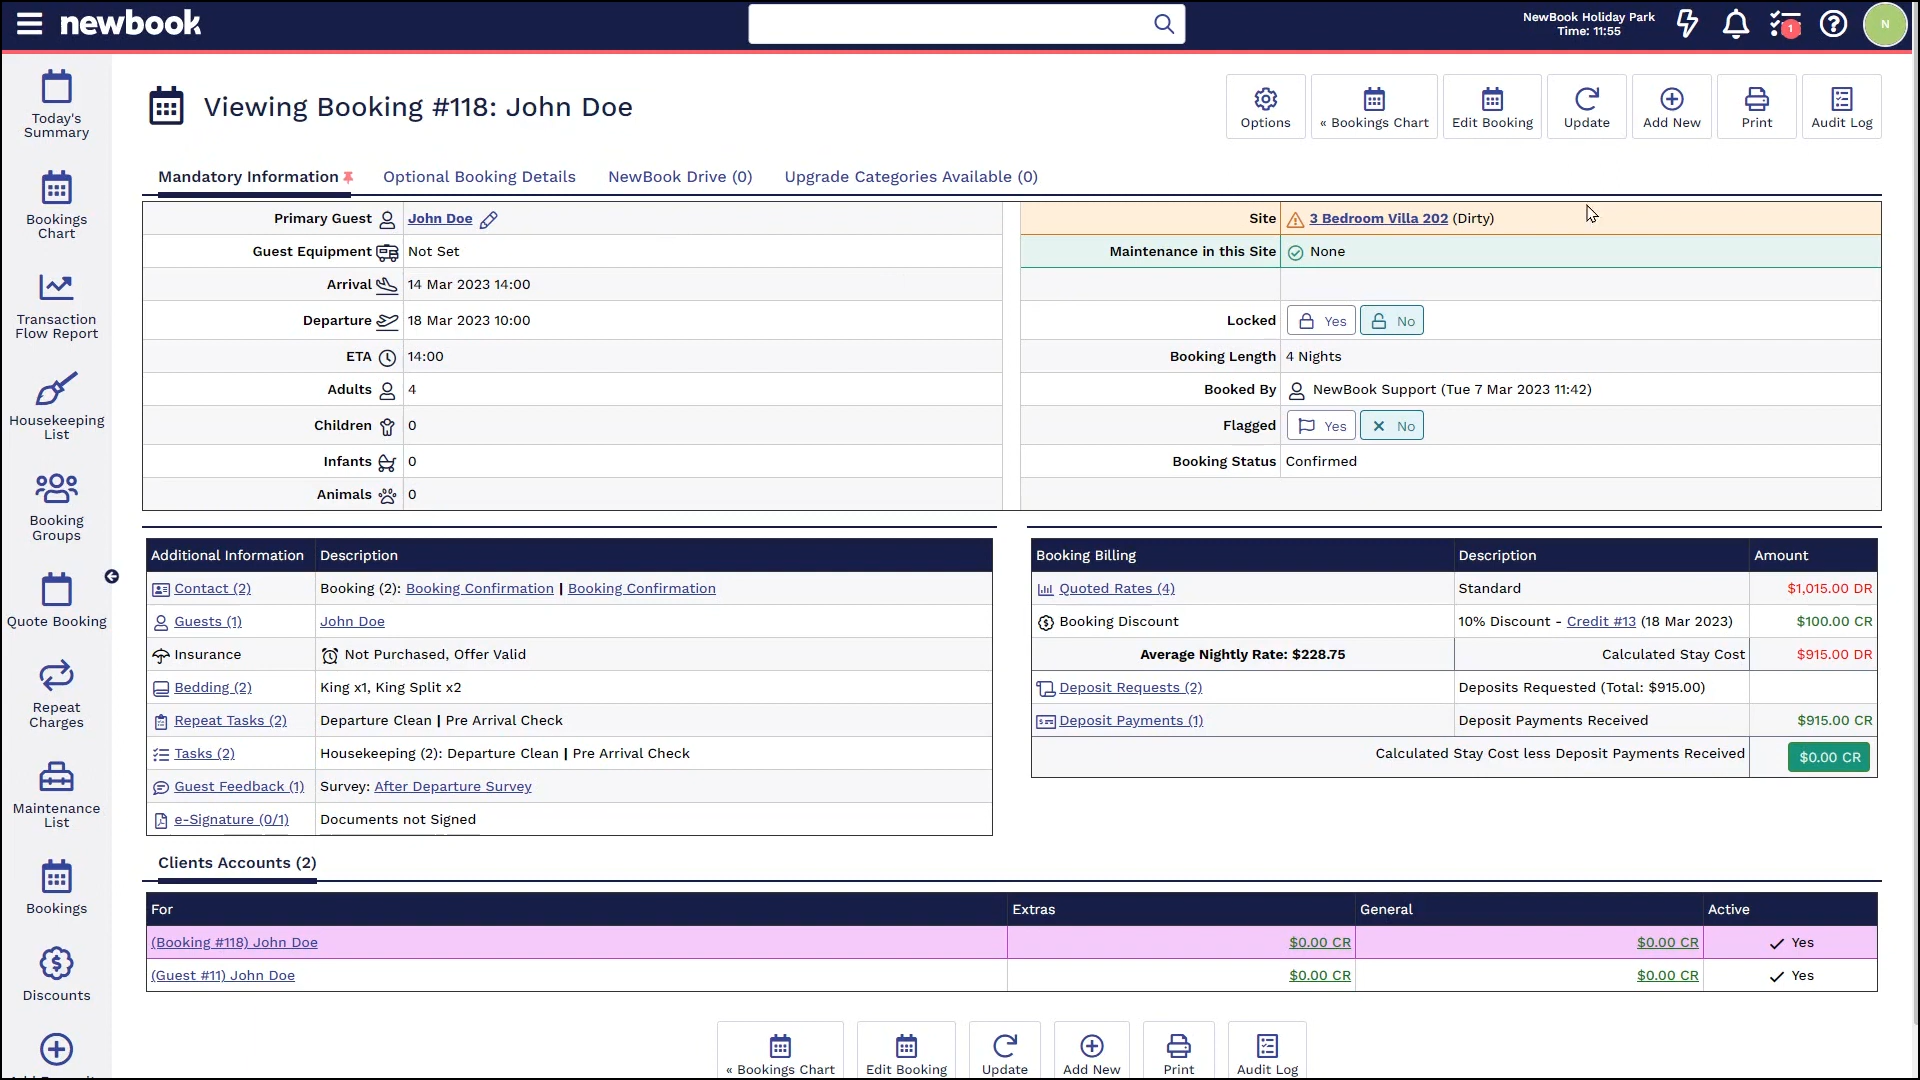 newbook
NewBook Holiday Park
Time: 11:55
1
N
Today's
Summary
Bookings
Chart
Transaction
Flow Report
Housekeeping
List
Booking
Groups
Quote Booking
Repeat
Charges
Maintenance
List
Bookings
Discounts
Viewing Booking #118: John Doe
Options
« Bookings Chart
Edit Booking
Update
Add New
Print
Audit Log
Mandatory Information
Optional Booking Details
NewBook Drive (0)
Upgrade Categories Available (0)
Primary Guest John Doe
Guest Equipment Not Set
Arrival 14 Mar 2023 14:00
Departure 18 Mar 2023 10:00
ETA 14:00
Adults 4
Children 0
Infants 0
Animals 0
Site 3 Bedroom Villa 202 (Dirty)
Maintenance in this Site None
Locked Yes No
Booking Length 4 Nights
Booked By NewBook Support (Tue 7 Mar 2023 11:42)
Flagged Yes No
Booking Status Confirmed
Additional Information Description
Contact (2) Booking (2): Booking Confirmation | Booking Confirmation
Guests (1) John Doe
Insurance Not Purchased, Offer Valid
Bedding (2) King x1, King Split x2
Repeat Tasks (2) Departure Clean | Pre Arrival Check
Tasks (2) Housekeeping (2): Departure Clean | Pre Arrival Check
Guest Feedback (1) Survey: After Departure Survey
e-Signature (0/1) Documents not Signed
Booking Billing Description Amount
Quoted Rates (4) Standard $1,015.00 DR
Booking Discount 10% Discount - Credit #13 (18 Mar 2023) $100.00 CR
Average Nightly Rate: $228.75 Calculated Stay Cost $915.00 DR
Deposit Requests (2) Deposits Requested (Total: $915.00)
Deposit Payments (1) Deposit Payments Received $915.00 CR
Calculated Stay Cost less Deposit Payments Received $0.00 CR
Clients Accounts (2)
For Extras General Active
(Booking #118) John Doe $0.00 CR $0.00 CR Yes
(Guest #11) John Doe $0.00 CR $0.00 CR Yes
« Bookings Chart
Edit Booking
Update
Add New
Print
Audit Log